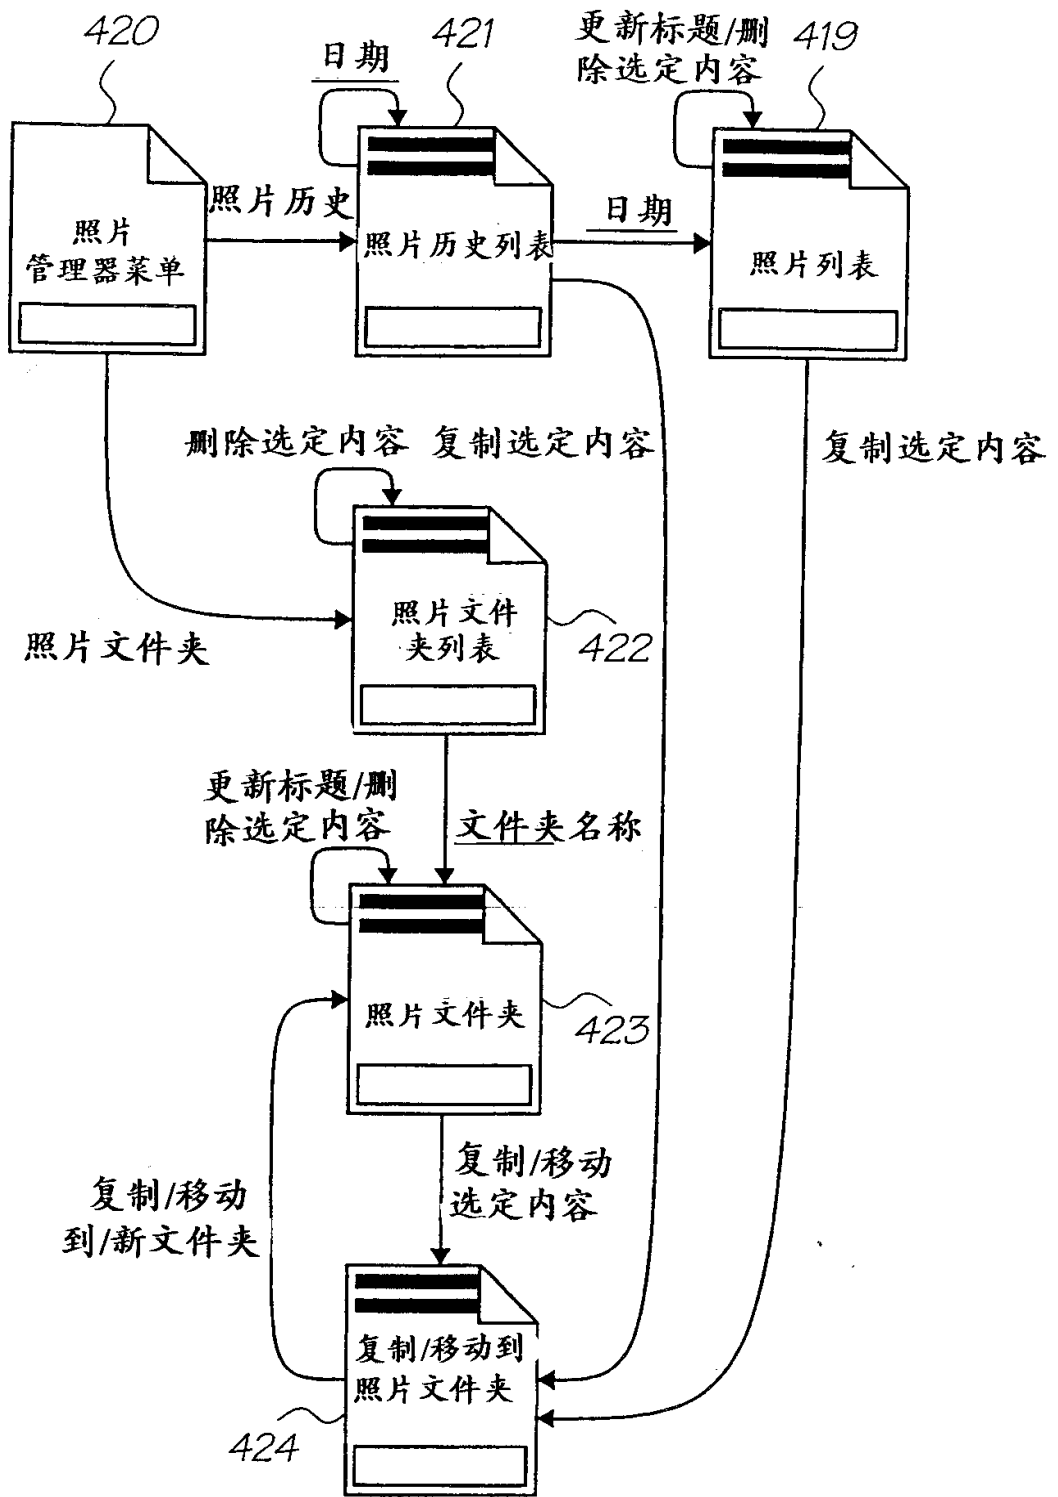 420
日期
421
更新标题/删
除选定内容
419
照片
管理器菜单
照片历史
照片历史列表
日期
照片列表
删除选定内容
复制选定内容
复制选定内容
照片文件夹
照片文件
夹列表
422
更新标题/删
除选定内容
文件夹名称
照片文件夹
423
复制/移动
到/新文件夹
复制/移动
选定内容
复制/移动到
照片文件夹
424